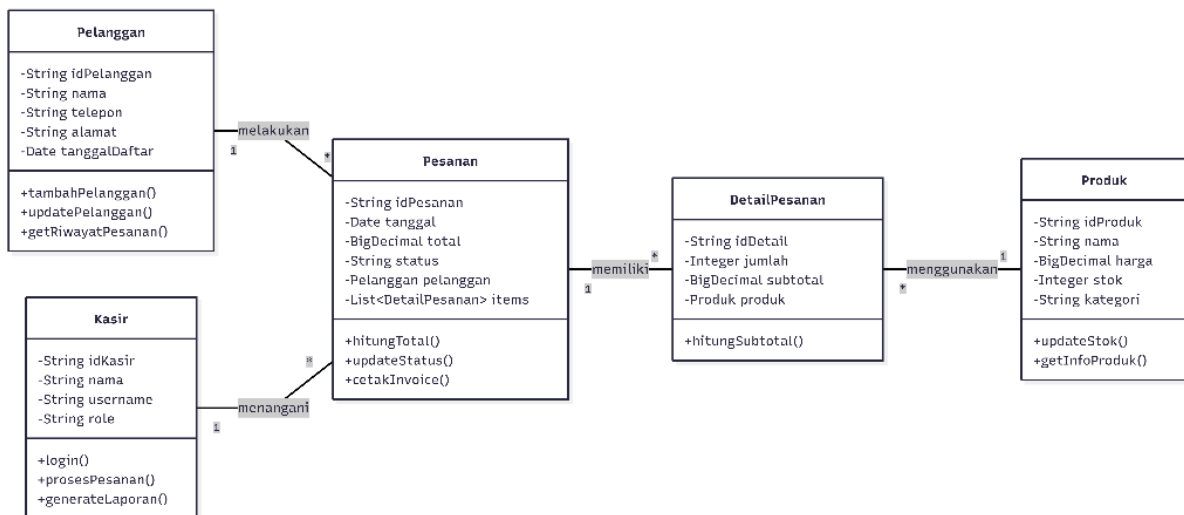 Pelanggan
-String idPelanggan
-String nama
-String telepon
-String alamat
-Date tanggalDaftar
+tambahPelanggan()
+updatePelanggan()
+getRiwayatPesanan()
melakukan
1
*
Kasir
-String idKasir
-String nama
-String username
-String role
+login()
+prosesPesanan()
+generateLaporan()
menangani
1
*
Pesanan
-String idPesanan
-Date tanggal
-BigDecimal total
-String status
-Pelanggan pelanggan
-List<DetailPesanan> items
+hitungTotal()
+updateStatus()
+cetakInvoice()
memiliki
1
*
DetailPesanan
-String idDetail
-Integer jumlah
-BigDecimal subtotal
-Produk produk
+hitungSubtotal()
menggunakan
*
1
Produk
-String idProduk
-String nama
-BigDecimal harga
-Integer stok
-String kategori
+updateStok()
+getInfoProduk()